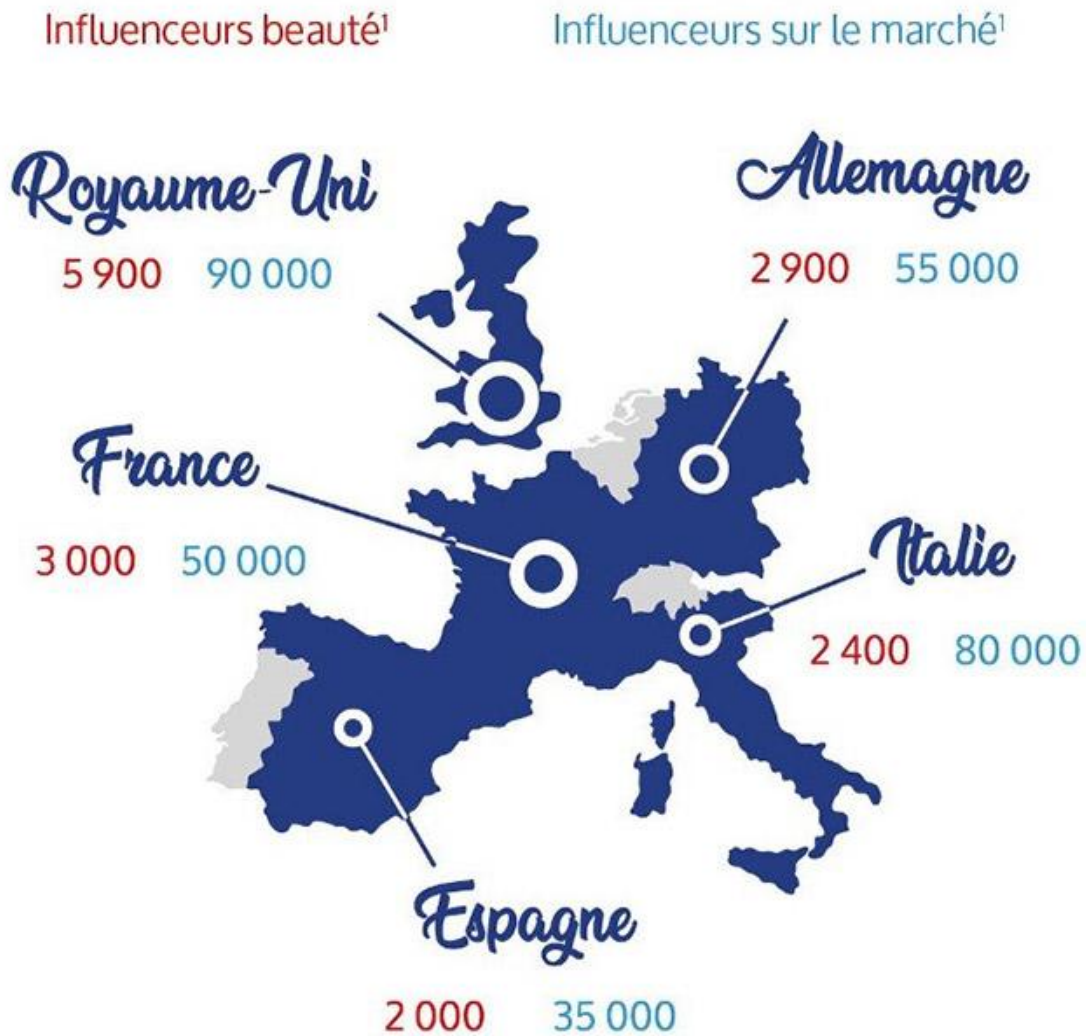 Influenceurs beauté¹ Influenceurs sur le marché¹
Royaume-Uni
5 900 90 000
Allemagne
2 900 55 000
France
3 000 50 000
Italie
2 400 80 000
Espagne
2 000 35 000